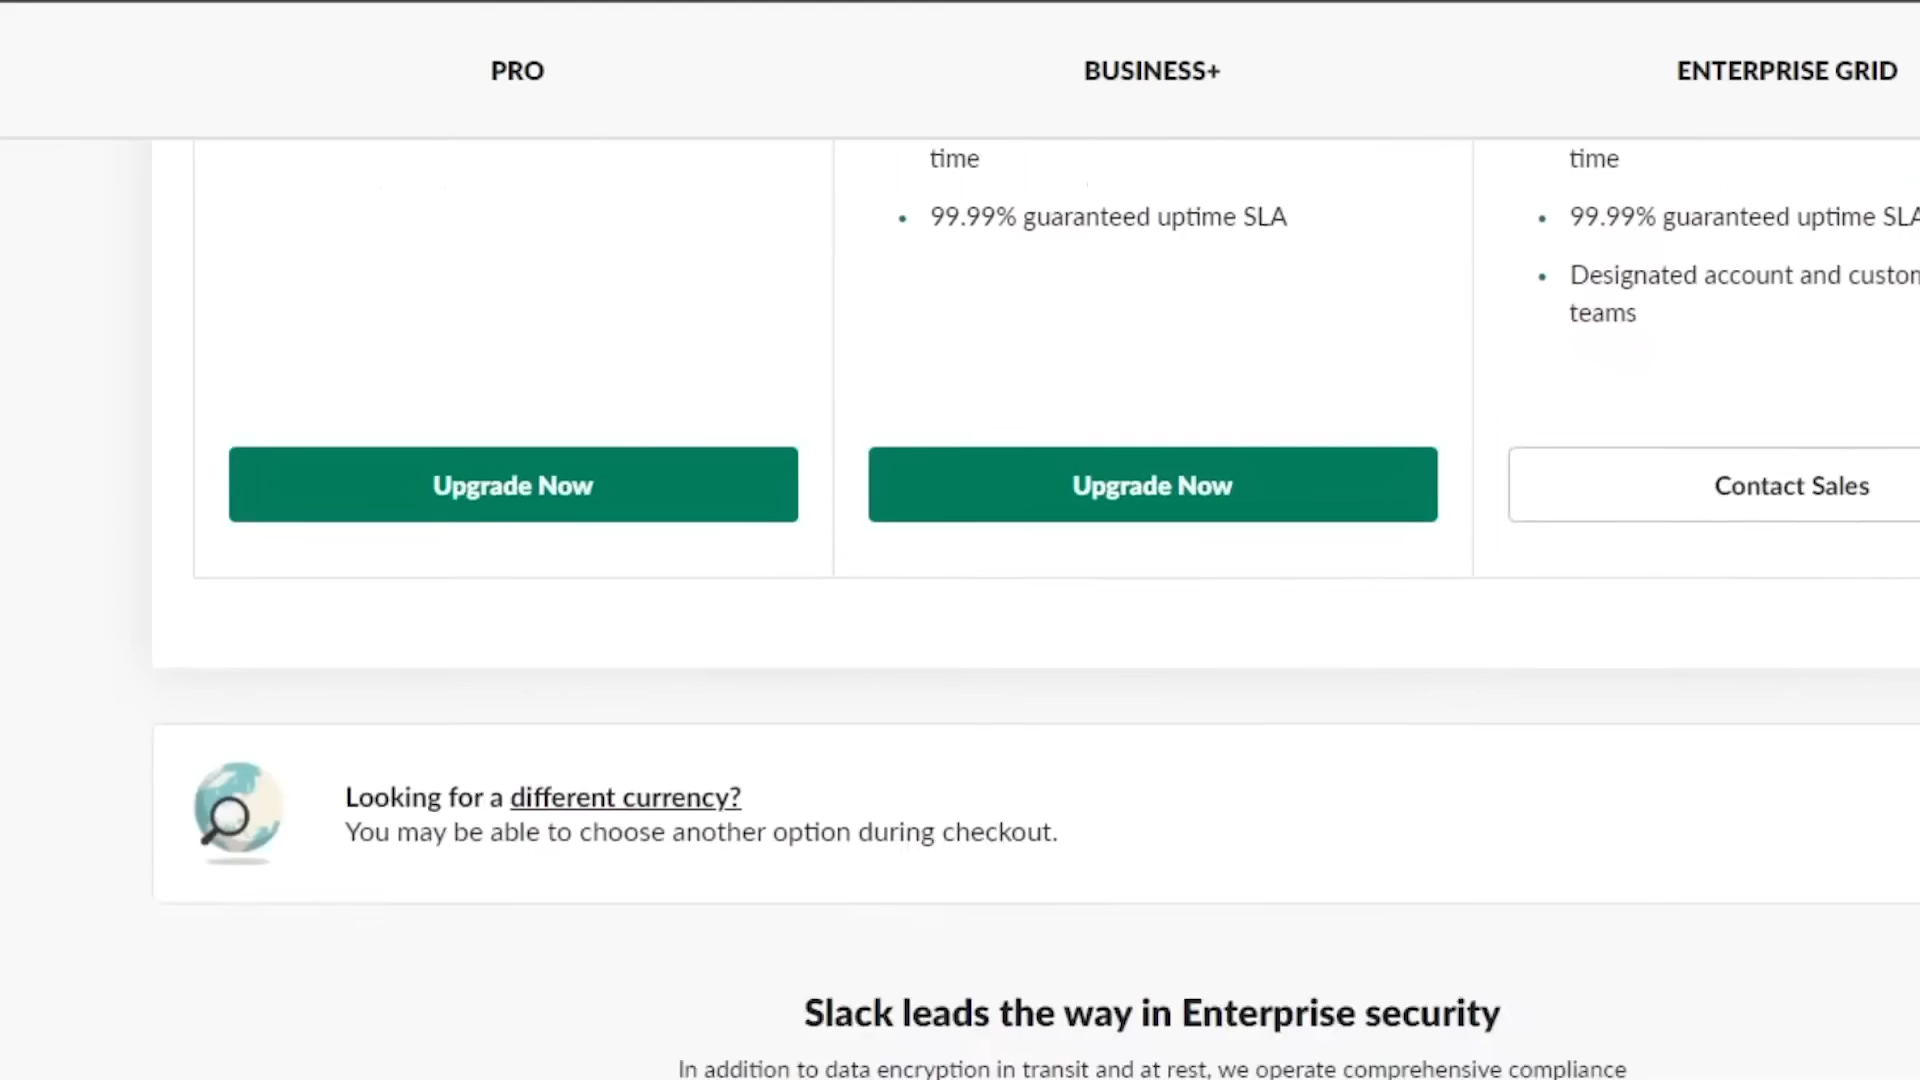 PRO
BUSINESS+
ENTERPRISE GRID
time
99.99% guaranteed uptime SLA
time
99.99% guaranteed uptime SLA
Designated account and
teams
Upgrade Now
Upgrade Now
Contact Sales
Looking for a different currency?
You may be able to choose another option during checkout.
Slack leads the way in Enterprise security
In addition to data encryption in transit and at rest, we operate comprehensive compliance